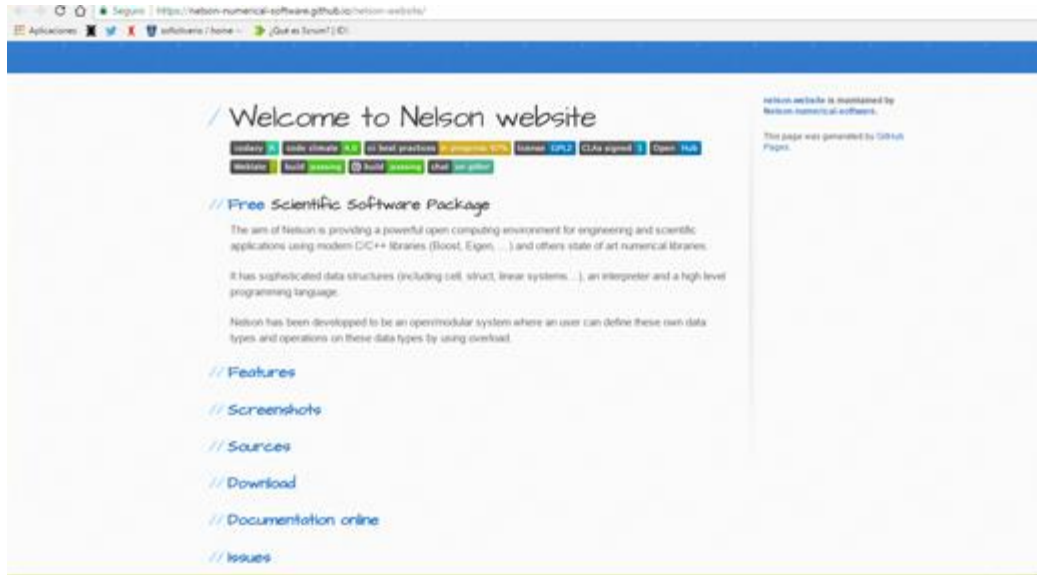 Seguro | https://nelson-numerical-software.github.io/nelson-website/
Aplicaciones
¿Qué es Scrum? | IDI
/ Welcome to Nelson website
codacy A code climate 4.0 cii best practices in progress license GPL2 CLAs signed Open Hub
Weblate build passing build passing chat on gitter
// Free Scientific Software Package
The aim of Nelson is providing a powerful open computing environment for engineering and scientific
applications using modern C/C++ libraries (Boost, Eigen, ...) and others state of art numerical libraries.
It has sophisticated data structures (including cell, struct, linear systems...), an interpreter and a high level
programming language.
Nelson has been developped to be an open/modular system where an user can define these own data
types and operations on these data types by using overload.
// Features
// Screenshots
// Sources
// Download
// Documentation online
// Issues
nelson-website is maintained by
Nelson-numerical-software.
This page was generated by GitHub
Pages.